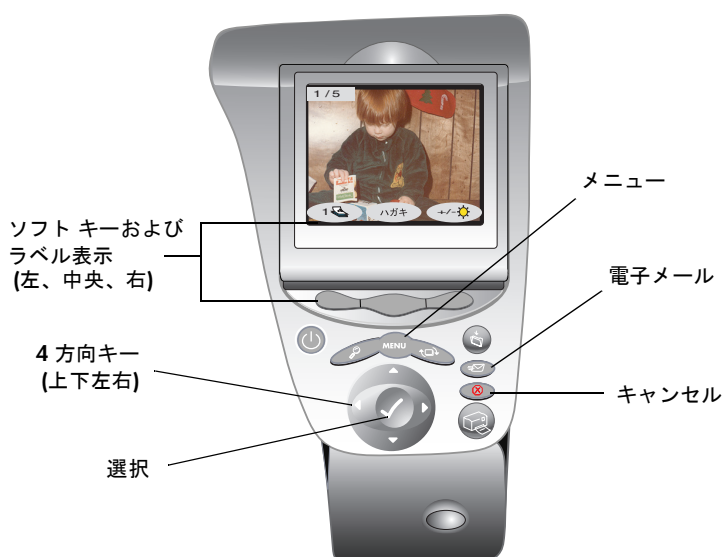 1 / 5
1
ハガキ
+/-
メニュー
ソフト キーおよび
ラベル表示
(左、中央、右)
電子メール
MENU
4 方向キー
(上下左右)
キャンセル
選択